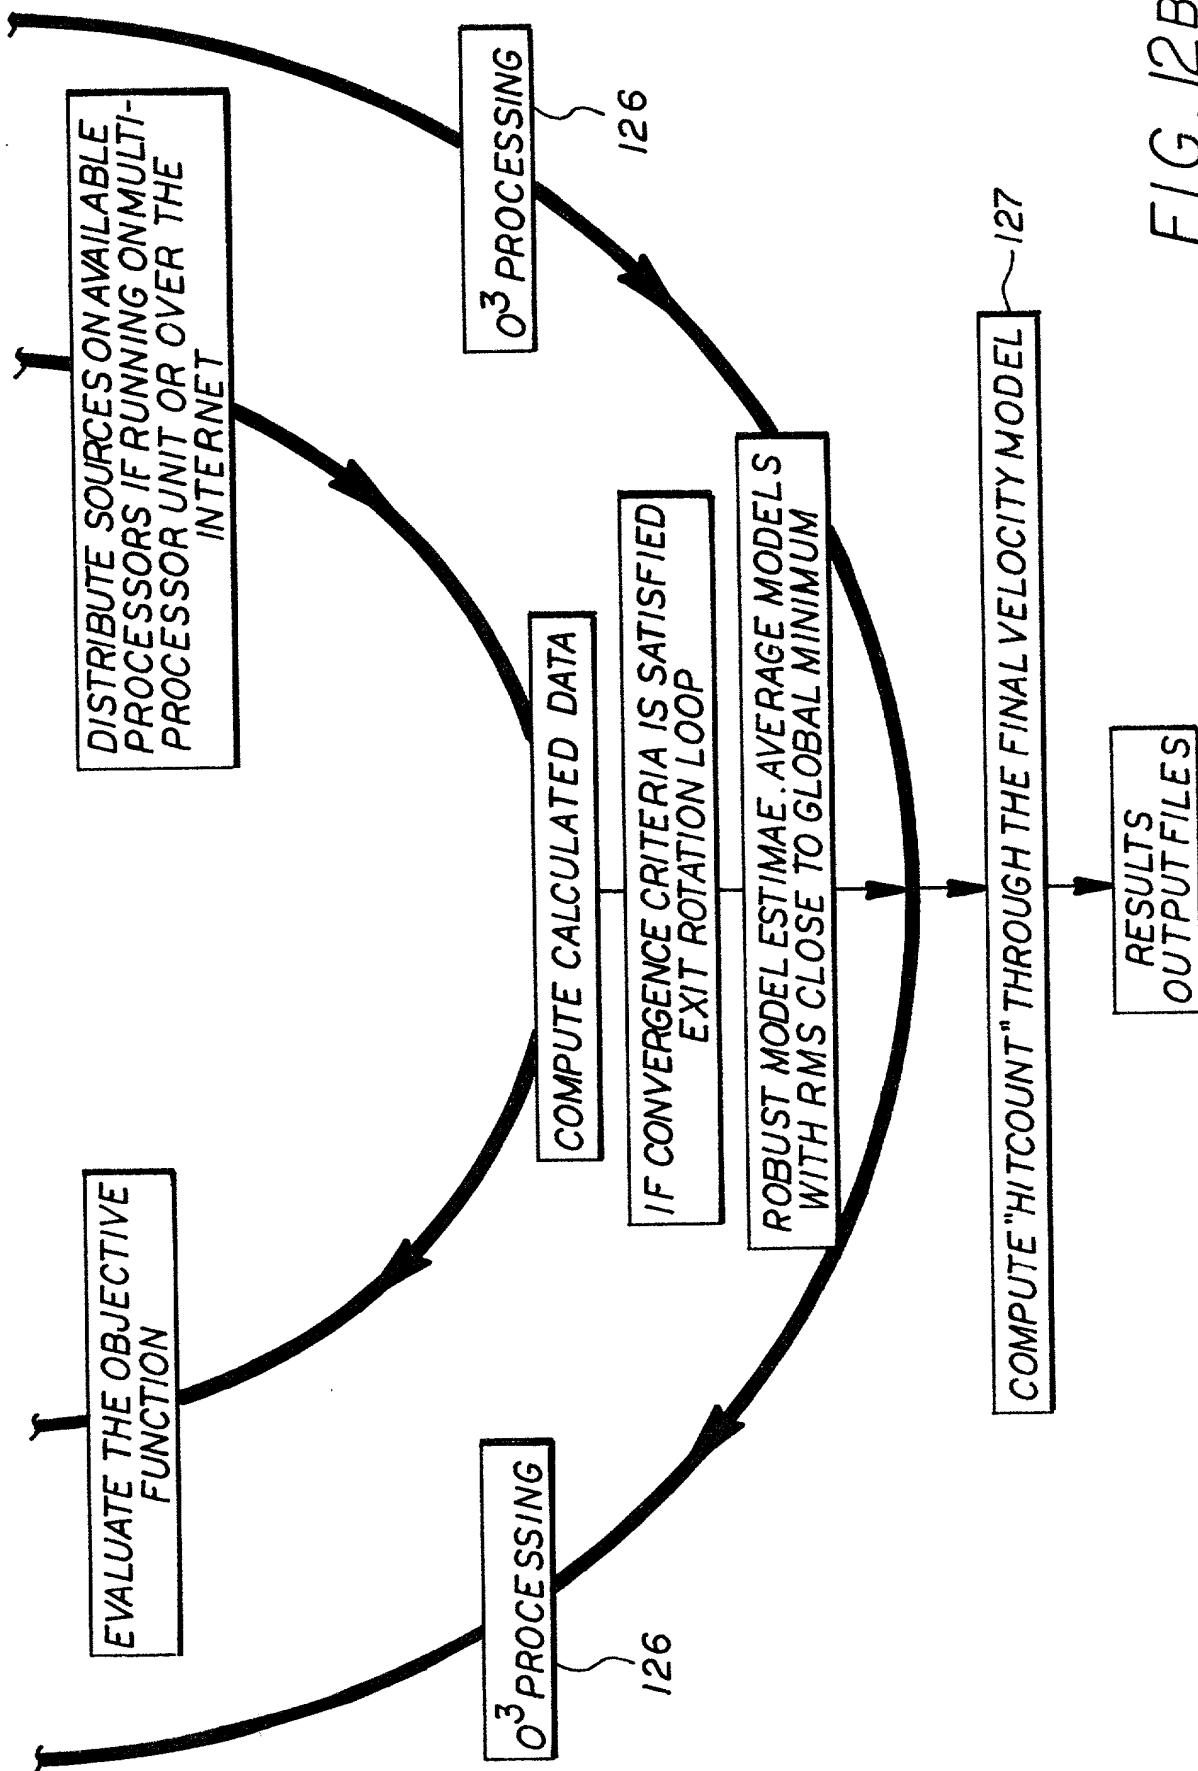 EVALUATE THE OBJECTIVE
FUNCTION
DISTRIBUTE SOURCES ON AVAILABLE
PROCESSORS IF RUNNING ON MULTI-
PROCESSOR UNIT OR OVER THE
INTERNET
COMPUTE CALCULATED DATA
O³ PROCESSING
126
O³ PROCESSING
126
IF CONVERGENCE CRITERIA IS SATISFIED
EXIT ROTATION LOOP
ROBUST MODEL ESTIMAE. AVERAGE MODELS
WITH RMS CLOSE TO GLOBAL MINIMUM
COMPUTE "HITCOUNT" THROUGH THE FINAL VELOCITY MODEL
127
RESULTS
OUTPUT FILES
FIG. 12B